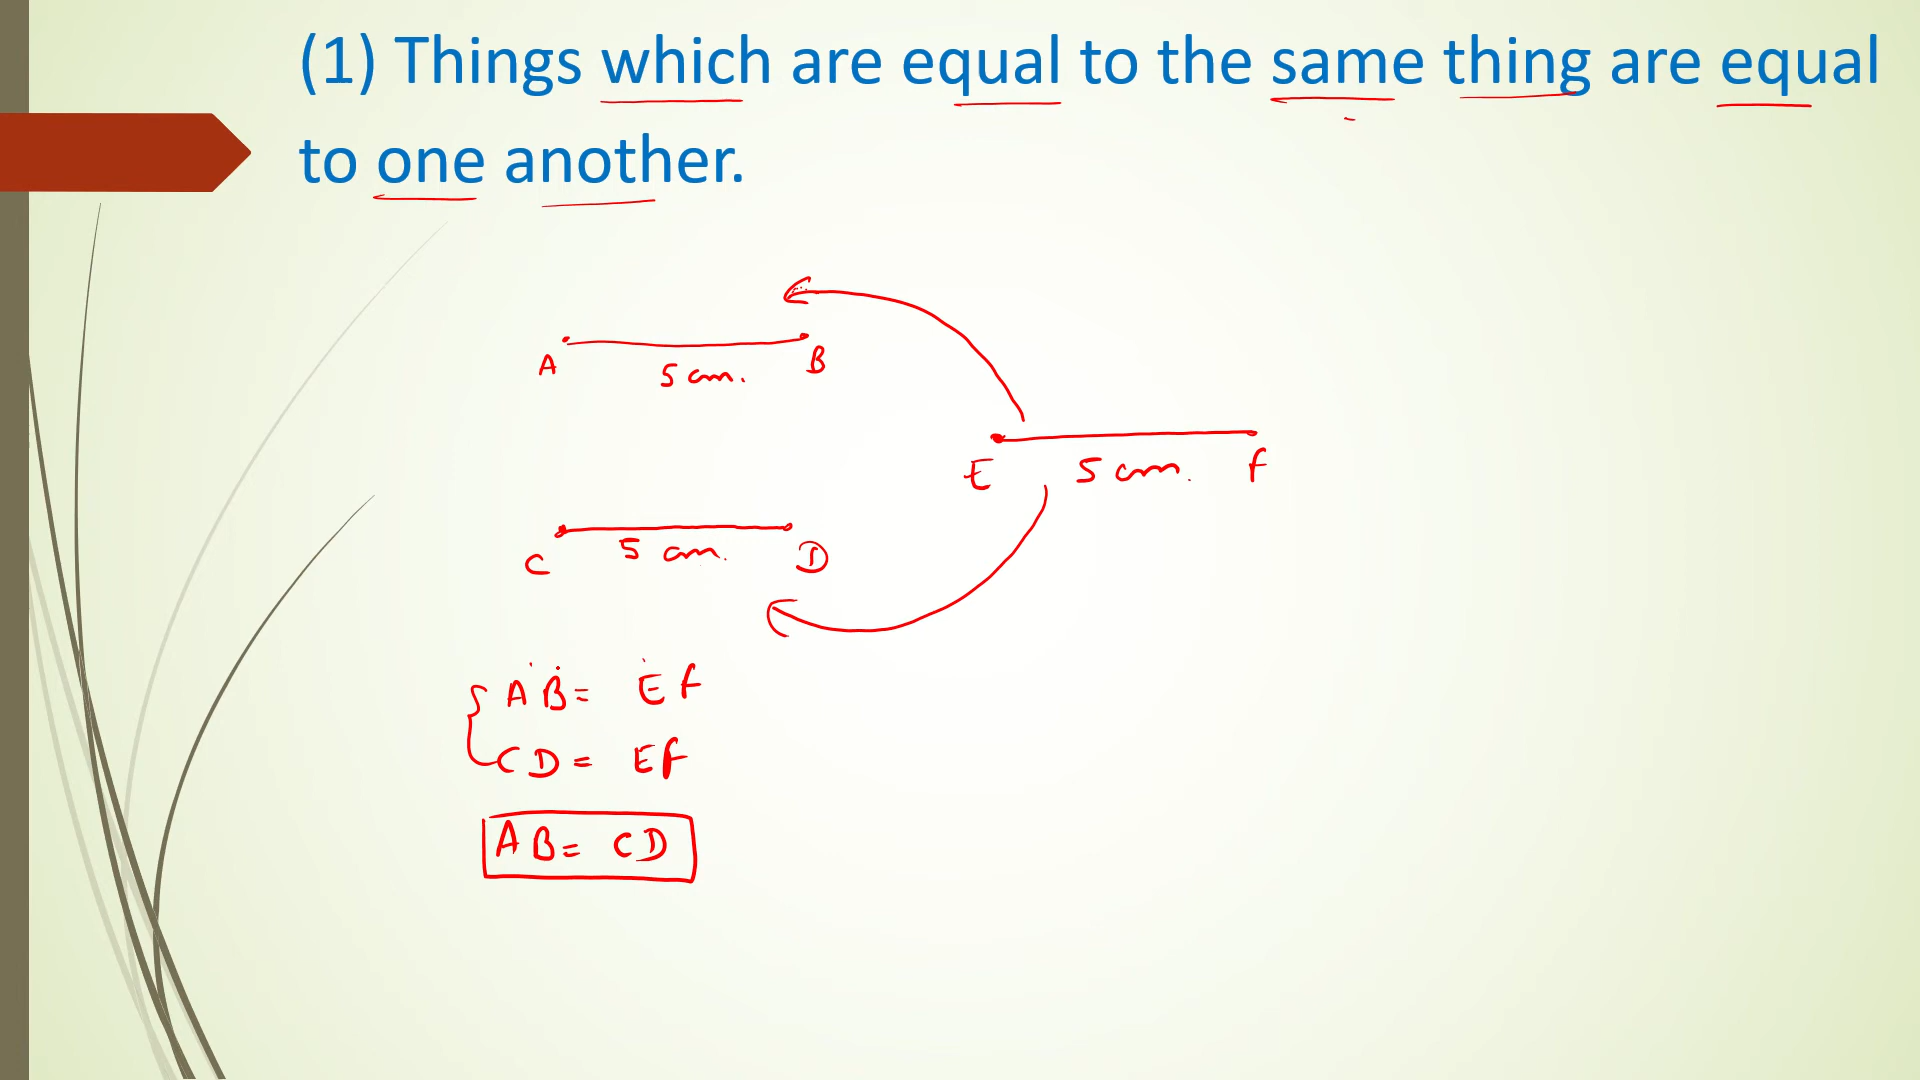 (1) Things which are equal to the same thing are equal
to one another.
A B
5 cm.
E 5 cm. F
C 5 cm. D
AB = EF
CD = EF
AB = CD